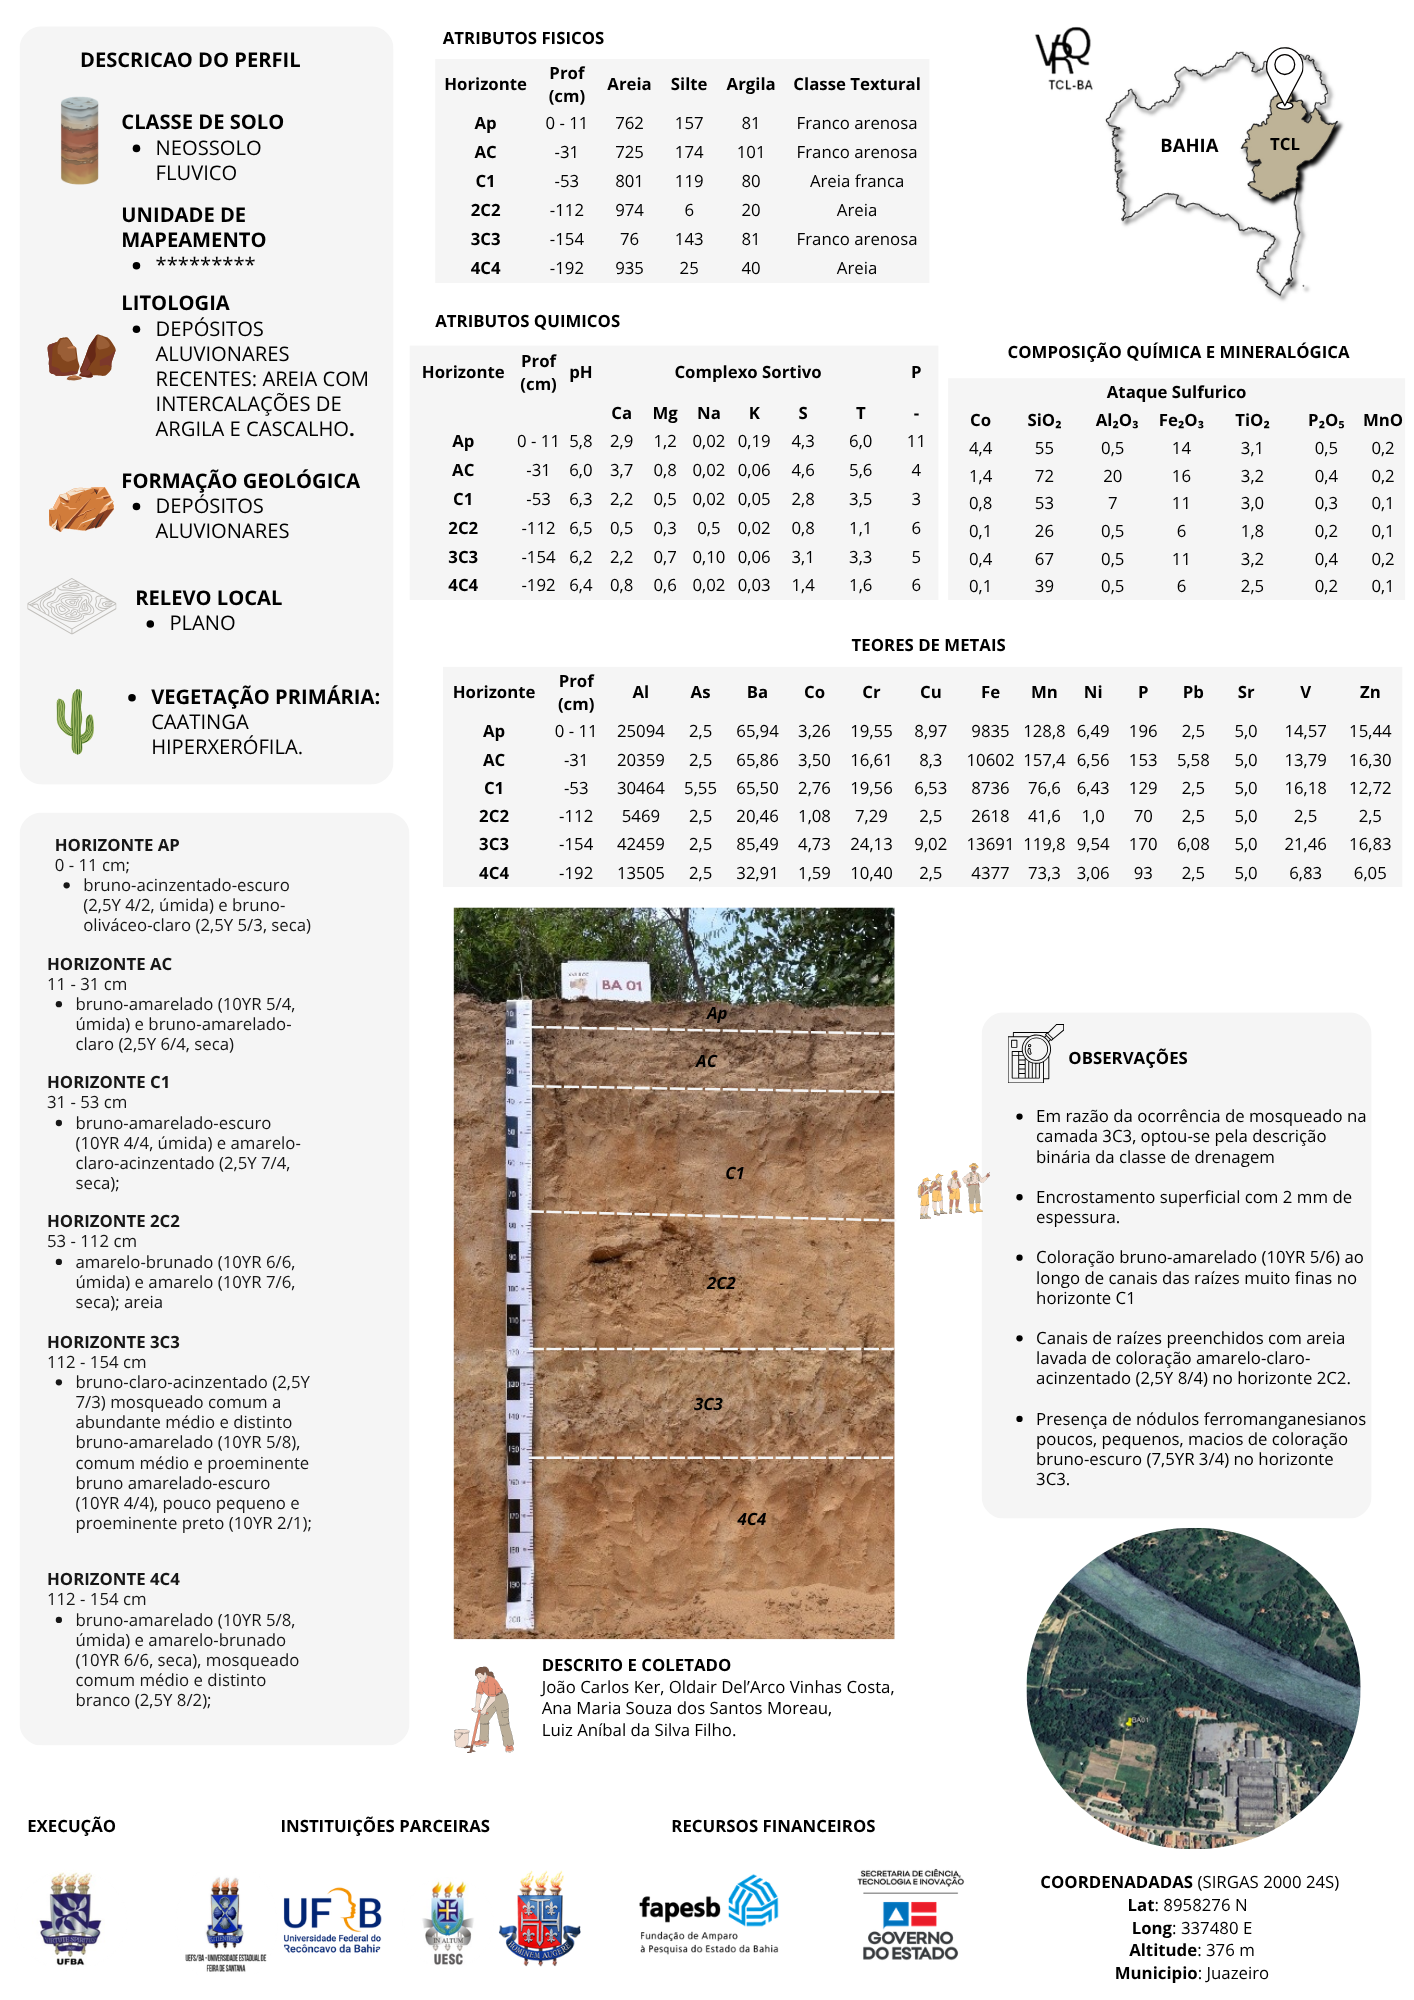 DESCRICAO DO PERFIL
CLASSE DE SOLO
• NEOSSOLO
FLUVICO
UNIDADE DE
MAPEAMENTO
• *********
LITOLOGIA
• DEPÓSITOS
ALUVIONARES
RECENTES: AREIA COM
INTERCALAÇÕES DE
ARGILA E CASCALHO.
FORMAÇÃO GEOLÓGICA
• DEPÓSITOS
ALUVIONARES
RELEVO LOCAL
• PLANO
• VEGETAÇÃO PRIMÁRIA:
CAATINGA
HIPERXERÓFILA.
HORIZONTE AP
0 - 11 cm;
• bruno-acinzentado-escuro
(2,5Y 4/2, úmida) e bruno-
oliváceo-claro (2,5Y 5/3, seca)
HORIZONTE AC
11 - 31 cm
• bruno-amarelado (10YR 5/4,
úmida) e bruno-amarelado-
claro (2,5Y 6/4, seca)
HORIZONTE C1
31 - 53 cm
• bruno-amarelado-escuro
(10YR 4/4, úmida) e amarelo-
claro-acinzentado (2,5Y 7/4,
seca);
HORIZONTE 2C2
53 - 112 cm
• amarelo-brunado (10YR 6/6,
úmida) e amarelo (10YR 7/6,
seca); areia
HORIZONTE 3C3
112 - 154 cm
• bruno-claro-acinzentado (2,5Y
7/3) mosqueado comum a
abundante médio e distinto
bruno-amarelado (10YR 5/8),
comum médio e proeminente
bruno amarelado-escuro
(10YR 4/4), pouco pequeno e
proeminente preto (10YR 2/1);
HORIZONTE 4C4
112 - 154 cm
• bruno-amarelado (10YR 5/8,
úmida) e amarelo-brunado
(10YR 6/6, seca), mosqueado
comum médio e distinto
branco (2,5Y 8/2);
ATRIBUTOS FISICOS
Horizonte Prof (cm) Areia Silte Argila Classe Textural
Ap 0 - 11 762 157 81 Franco arenosa
AC -31 725 174 101 Franco arenosa
C1 -53 801 119 80 Areia franca
2C2 -112 974 6 20 Areia
3C3 -154 76 143 81 Franco arenosa
4C4 -192 935 25 40 Areia
VRQ
TCL-BA
BAHIA
TCL
ATRIBUTOS QUIMICOS
Horizonte Prof (cm) pH Complexo Sortivo P
Ca Mg Na K S T -
Ap 0 - 11 5,8 2,9 1,2 0,02 0,19 4,3 6,0 11
AC -31 6,0 3,7 0,8 0,02 0,06 4,6 5,6 4
C1 -53 6,3 2,2 0,5 0,02 0,05 2,8 3,5 3
2C2 -112 6,5 0,5 0,3 0,5 0,02 0,8 1,1 6
3C3 -154 6,2 2,2 0,7 0,10 0,06 3,1 3,3 5
4C4 -192 6,4 0,8 0,6 0,02 0,03 1,4 1,6 6
COMPOSIÇÃO QUÍMICA E MINERALÓGICA
Ataque Sulfurico
Co SiO₂ Al₂O₃ Fe₂O₃ TiO₂ P₂O₅ MnO
4,4 55 0,5 14 3,1 0,5 0,2
1,4 72 20 16 3,2 0,4 0,2
0,8 53 7 11 3,0 0,3 0,1
0,1 26 0,5 6 1,8 0,2 0,1
0,4 67 0,5 11 3,2 0,4 0,2
0,1 39 0,5 6 2,5 0,2 0,1
TEORES DE METAIS
Horizonte Prof (cm) Al As Ba Co Cr Cu Fe Mn Ni P Pb Sr V Zn
Ap 0 - 11 25094 2,5 65,94 3,26 19,55 8,97 9835 128,8 6,49 196 2,5 5,0 14,57 15,44
AC -31 20359 2,5 65,86 3,50 16,61 8,3 10602 157,4 6,56 153 5,58 5,0 13,79 16,30
C1 -53 30464 5,55 65,50 2,76 19,56 6,53 8736 76,6 6,43 129 2,5 5,0 16,18 12,72
2C2 -112 5469 2,5 20,46 1,08 7,29 2,5 2618 41,6 1,0 70 2,5 5,0 2,5 2,5
3C3 -154 42459 2,5 85,49 4,73 24,13 9,02 13691 119,8 9,54 170 6,08 5,0 21,46 16,83
4C4 -192 13505 2,5 32,91 1,59 10,40 2,5 4377 73,3 3,06 93 2,5 5,0 6,83 6,05
BA 01
Ap
AC
C1
2C2
3C3
4C4
DESCRITO E COLETADO
João Carlos Ker, Oldair Del’Arco Vinhas Costa,
Ana Maria Souza dos Santos Moreau,
Luiz Aníbal da Silva Filho.
OBSERVAÇÕES
• Em razão da ocorrência de mosqueado na
camada 3C3, optou-se pela descrição
binária da classe de drenagem
• Encrostamento superficial com 2 mm de
espessura.
• Coloração bruno-amarelado (10YR 5/6) ao
longo de canais das raízes muito finas no
horizonte C1
• Canais de raízes preenchidos com areia
lavada de coloração amarelo-claro-
acinzentado (2,5Y 8/4) no horizonte 2C2.
• Presença de nódulos ferromanganesianos
poucos, pequenos, macios de coloração
bruno-escuro (7,5YR 3/4) no horizonte
3C3.
BA01
COORDENADADAS (SIRGAS 2000 24S)
Lat: 8958276 N
Long: 337480 E
Altitude: 376 m
Municipio: Juazeiro
EXECUÇÃO
INSTITUIÇÕES PARCEIRAS
RECURSOS FINANCEIROS
UFBA
UEFS/BA - UNIVERSIDADE ESTADUAL DE
FEIRA DE SANTANA
UFRB
Universidade Federal do
Recôncavo da Bahia
IN ALTUM
UESC
HOMINEM AUGERE
fapesb
Fundação de Amparo
à Pesquisa do Estado da Bahia
SECRETARIA DE CIÊNCIA,
TECNOLOGIA E INOVAÇÃO
GOVERNO
DO ESTADO